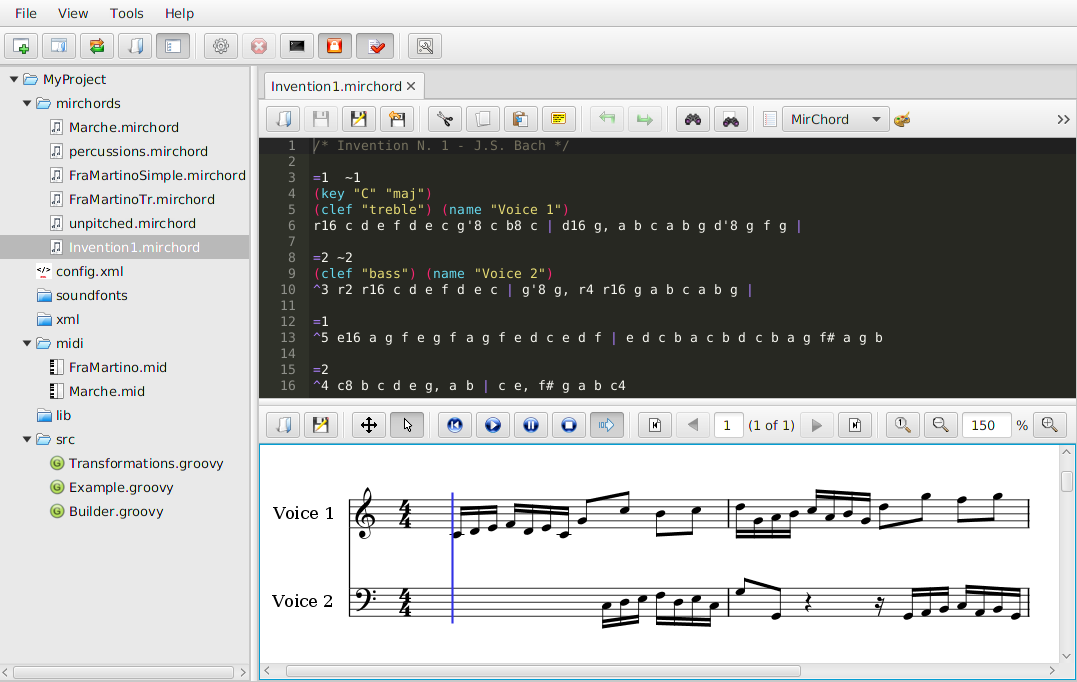 File View Tools Help
MyProject
mirchords
Marche.mirchord
percussions.mirchord
FraMartinoSimple.mirchord
FraMartinoTr.mirchord
unpitched.mirchord
Invention1.mirchord
config.xml
soundfonts
xml
midi
FraMartino.mid
Marche.mid
lib
src
Transformations.groovy
Example.groovy
Builder.groovy
Invention1.mirchord
MirChord
1 /* Invention N. 1 - J.S. Bach */
2
3 =1  ~1
4 (key "C" "maj")
5 (clef "treble") (name "Voice 1")
6 r16 c d e f d e c g'8 c b8 c | d16 g, a b c a b g d'8 g f g |
7
8 =2 ~2
9 (clef "bass") (name "Voice 2")
10 ^3 r2 r16 c d e f d e c | g'8 g, r4 r16 g a b c a b g |
11
12 =1
13 ^5 e16 a g f e g f a g f e d c e d f | e d c b a c b d c b a g f# a g b
14
15 =2
16 ^4 c8 b c d e g, a b | c e, f# g a b c4
1 (1 of 1) 150 %
Voice 1
4
4
Voice 2
4
4